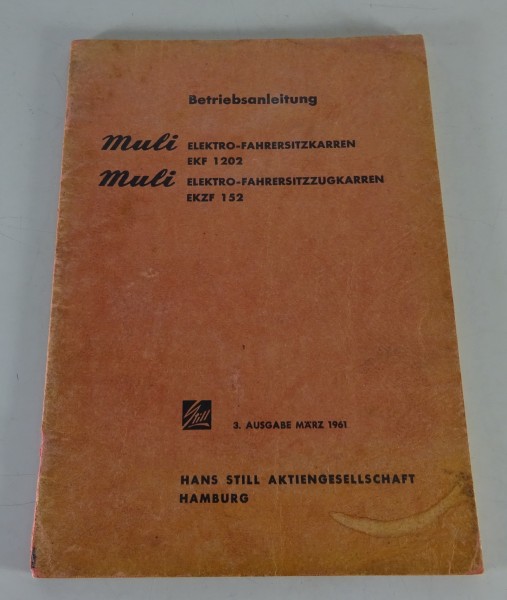 Betriebsanleitung
Muli ELEKTRO-FAHRERSITZKARREN
EKF 1202
Muli ELEKTRO-FAHRERSITZZUGKARREN
EKZF 152
Still 3. AUSGABE MÄRZ 1961
HANS STILL AKTIENGESELLSCHAFT
HAMBURG